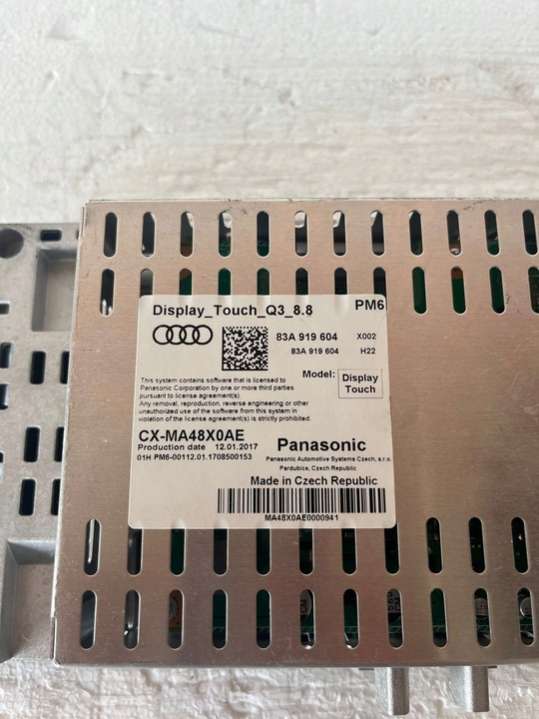 Display_Touch_Q3_8.8 PM6
83A 919 604 X002
83A 919 604 H22
Model: Display Touch
This system contains software that is licensed to
Panasonic Corporation by one or more third parties
pursuant to license agreement(s).
Any removal, reproduction, reverse engineering or other
unauthorized use of the software from this system in
violation of the license agreement(s) is strictly prohibited.
CX-MA48X0AE
Production date 12.01.2017
01H PM6-00112.01.1708500153
Panasonic
Panasonic Automotive Systems Czech, s.r.o.
Pardubice, Czech Republic
Made in Czech Republic
MA48X0AE0000941